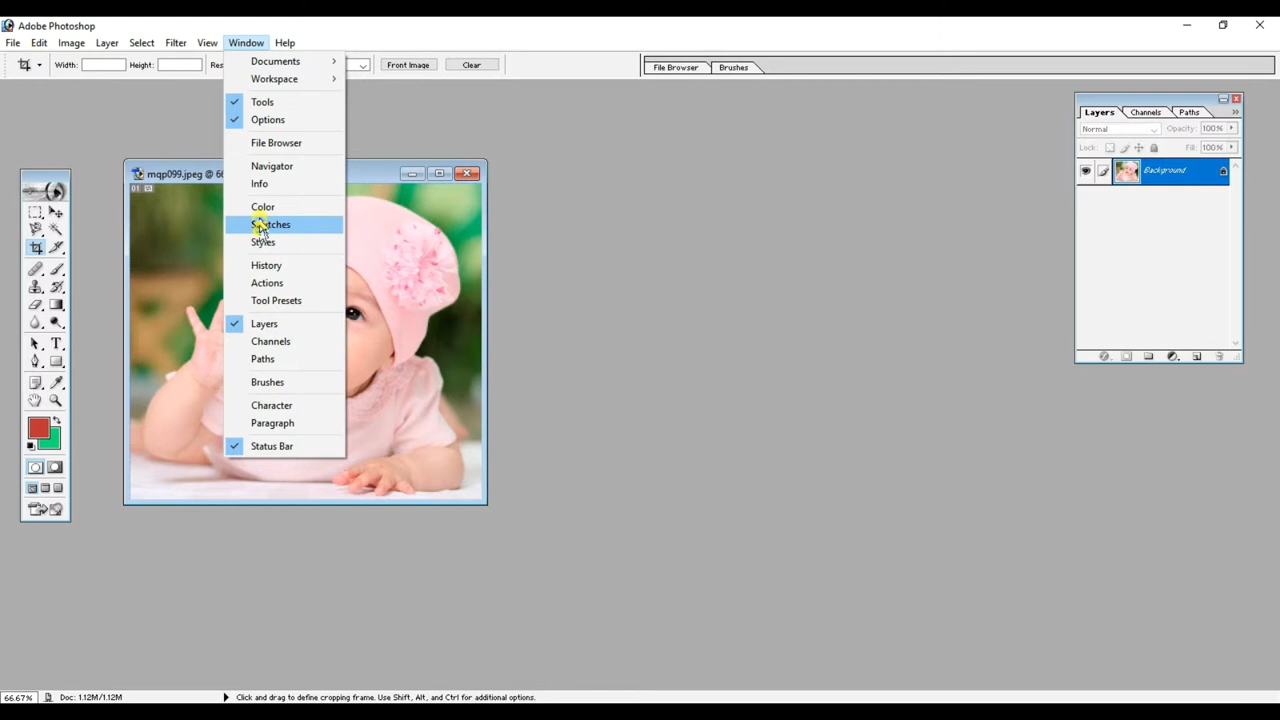 Adobe Photoshop
File Edit Image Layer Select Filter View Window Help
Width: Height: Front Image Clear File Browser Brushes
Documents
Workspace
Tools
Options
File Browser
Navigator
Info
Color
Styles
History
Actions
Tool Presets
Layers
Channels
Paths
Brushes
Character
Paragraph
Status Bar
mqp099.jpeg @
01
Layers Channels Paths
Normal Opacity: 100%
Lock: Fill: 100%
Background
66.67% Doc: 1.12M/1.12M Click and drag to define cropping frame. Use Shift, Alt, and Ctrl for additional options.